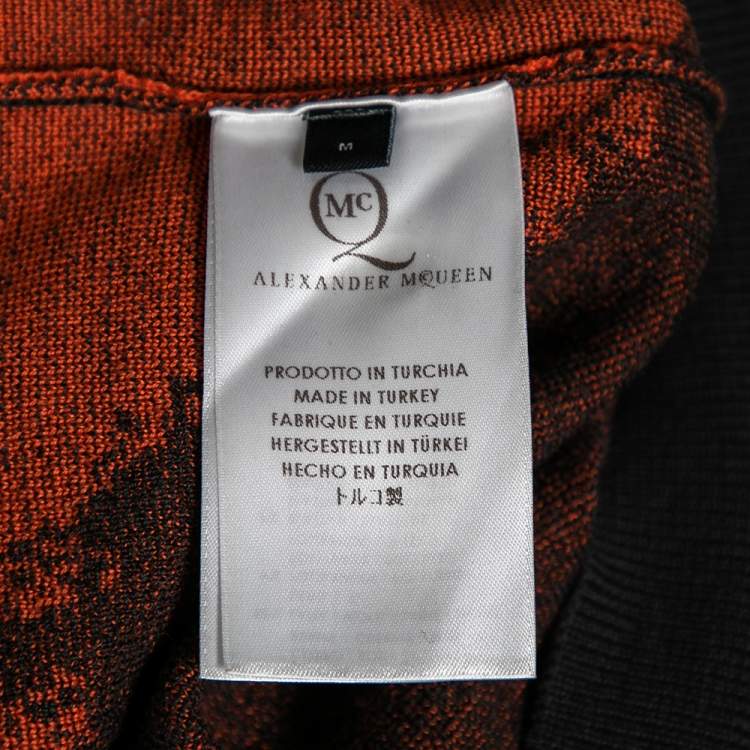 M
McQ
ALEXANDER McQUEEN
PRODOTTO IN TURCHIA
MADE IN TURKEY
FABRIQUE EN TURQUIE
HERGESTELLT IN TÜRKEI
HECHO EN TURQUIA
トルコ製